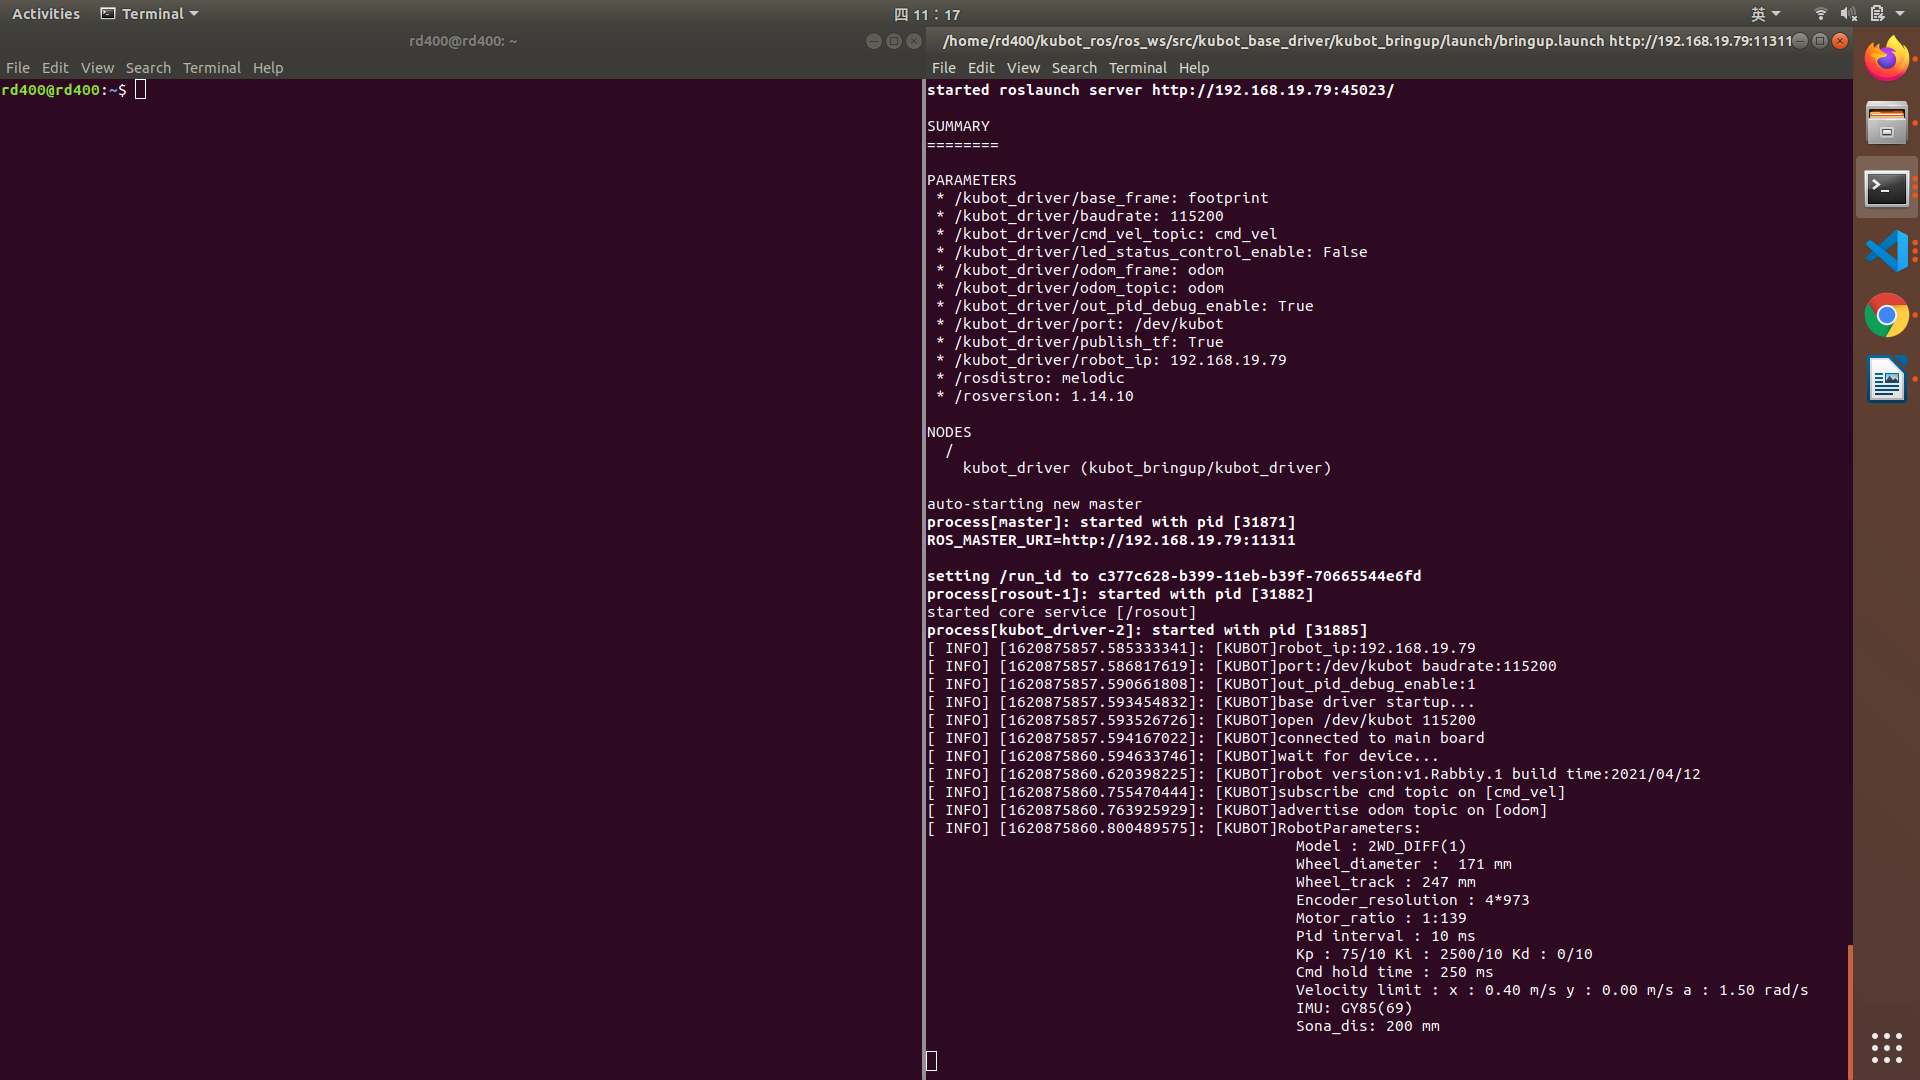 Activities
Terminal
四 11：17
英
rd400@rd400: ~
File Edit View Search Terminal Help
rd400@rd400:~$
/home/rd400/kubot_ros/ros_ws/src/kubot_base_driver/kubot_bringup/launch/bringup.launch http://192.168.19.79:11311
File Edit View Search Terminal Help
started roslaunch server http://192.168.19.79:45023/
SUMMARY
========
PARAMETERS
* /kubot_driver/base_frame: footprint
* /kubot_driver/baudrate: 115200
* /kubot_driver/cmd_vel_topic: cmd_vel
* /kubot_driver/led_status_control_enable: False
* /kubot_driver/odom_frame: odom
* /kubot_driver/odom_topic: odom
* /kubot_driver/out_pid_debug_enable: True
* /kubot_driver/port: /dev/kubot
* /kubot_driver/publish_tf: True
* /kubot_driver/robot_ip: 192.168.19.79
* /rosdistro: melodic
* /rosversion: 1.14.10
NODES
/
kubot_driver (kubot_bringup/kubot_driver)
auto-starting new master
process[master]: started with pid [31871]
ROS_MASTER_URI=http://192.168.19.79:11311
setting /run_id to c377c628-b399-11eb-b39f-70665544e6fd
process[rosout-1]: started with pid [31882]
started core service [/rosout]
process[kubot_driver-2]: started with pid [31885]
[ INFO] [1620875857.585333341]: [KUBOT]robot_ip:192.168.19.79
[ INFO] [1620875857.586817619]: [KUBOT]port:/dev/kubot baudrate:115200
[ INFO] [1620875857.590661808]: [KUBOT]out_pid_debug_enable:1
[ INFO] [1620875857.593454832]: [KUBOT]base driver startup...
[ INFO] [1620875857.593526726]: [KUBOT]open /dev/kubot 115200
[ INFO] [1620875857.594167022]: [KUBOT]connected to main board
[ INFO] [1620875860.594633746]: [KUBOT]wait for device...
[ INFO] [1620875860.620398225]: [KUBOT]robot version:v1.Rabbiy.1 build time:2021/04/12
[ INFO] [1620875860.755470444]: [KUBOT]subscribe cmd topic on [cmd_vel]
[ INFO] [1620875860.763925929]: [KUBOT]advertise odom topic on [odom]
[ INFO] [1620875860.800489575]: [KUBOT]RobotParameters:
Model : 2WD_DIFF(1)
Wheel_diameter :  171 mm
Wheel_track : 247 mm
Encoder_resolution : 4*973
Motor_ratio : 1:139
Pid interval : 10 ms
Kp : 75/10 Ki : 2500/10 Kd : 0/10
Cmd hold time : 250 ms
Velocity limit : x : 0.40 m/s y : 0.00 m/s a : 1.50 rad/s
IMU: GY85(69)
Sona_dis: 200 mm